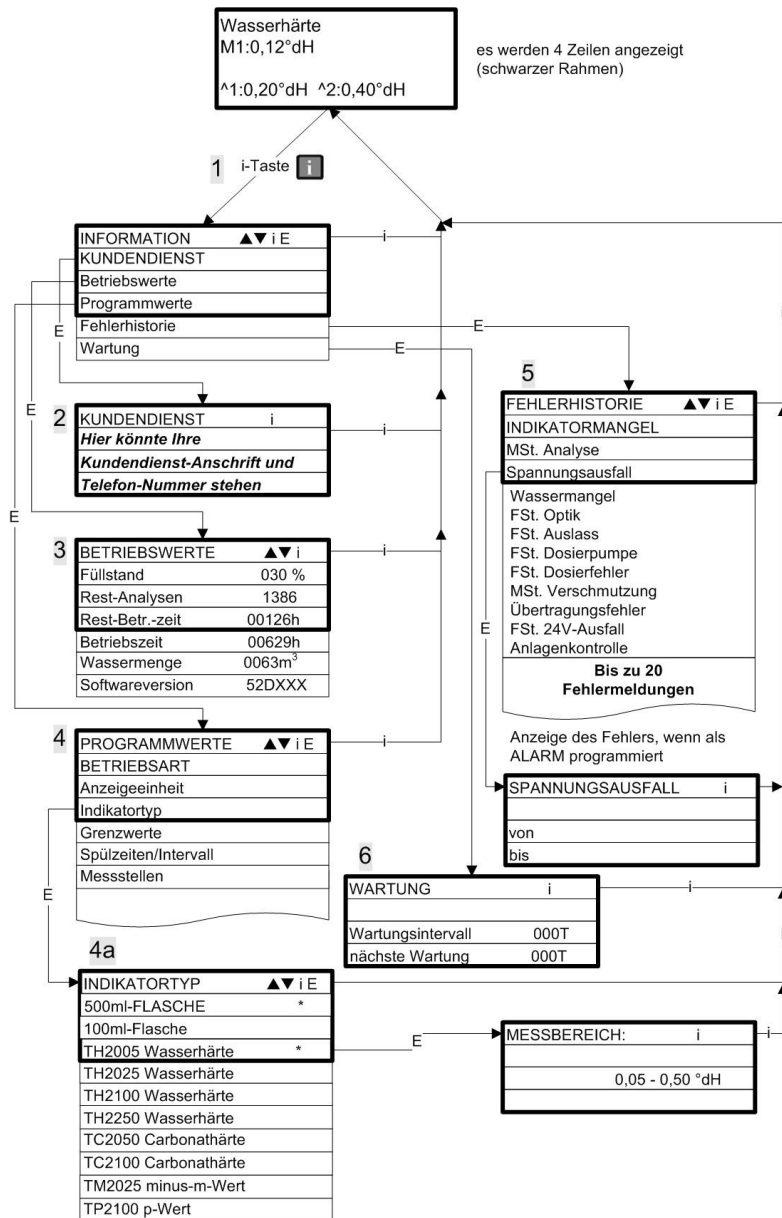 Wasserhärte
M1:0,12°dH
^1:0,20°dH ^2:0,40°dH
es werden 4 Zeilen angezeigt
(schwarzer Rahmen)
1 i-Taste i
INFORMATION ▲▼ i E
KUNDENDIENST
Betriebswerte
Programmwerte
Fehlerhistorie
Wartung
i
E
E
E
E
E
2
KUNDENDIENST i
Hier könnte Ihre
Kundendienst-Anschrift und
Telefon-Nummer stehen
i
3
BETRIEBSWERTE ▲▼ i
Füllstand 030 %
Rest-Analysen 1386
Rest-Betr.-zeit 00126h
Betriebszeit 00629h
Wassermenge 0063m³
Softwareversion 52DXXX
i
4
PROGRAMMWERTE ▲▼ i E
BETRIEBSART
Anzeigeeinheit
Indikatortyp
Grenzwerte
Spülzeiten/Intervall
Messstellen
i
E
4a
INDIKATORTYP ▲▼ i E
500ml-FLASCHE *
100ml-Flasche
TH2005 Wasserhärte *
TH2025 Wasserhärte
TH2100 Wasserhärte
TH2250 Wasserhärte
TC2050 Carbonathärte
TC2100 Carbonathärte
TM2025 minus-m-Wert
TP2100 p-Wert
E
MESSBEREICH: i
0,05 - 0,50 °dH
i
5
FEHLERHISTORIE ▲▼ i E
INDIKATORMANGEL
MSt. Analyse
Spannungsausfall
Wassermangel
FSt. Optik
FSt. Auslass
FSt. Dosierpumpe
FSt. Dosierfehler
MSt. Verschmutzung
Übertragungsfehler
FSt. 24V-Ausfall
Anlagenkontrolle
Bis zu 20
Fehlermeldungen
E
Anzeige des Fehlers, wenn als
ALARM programmiert
SPANNUNGSAUSFALL i
von
bis
6
WARTUNG i
Wartungsintervall 000T
nächste Wartung 000T
i